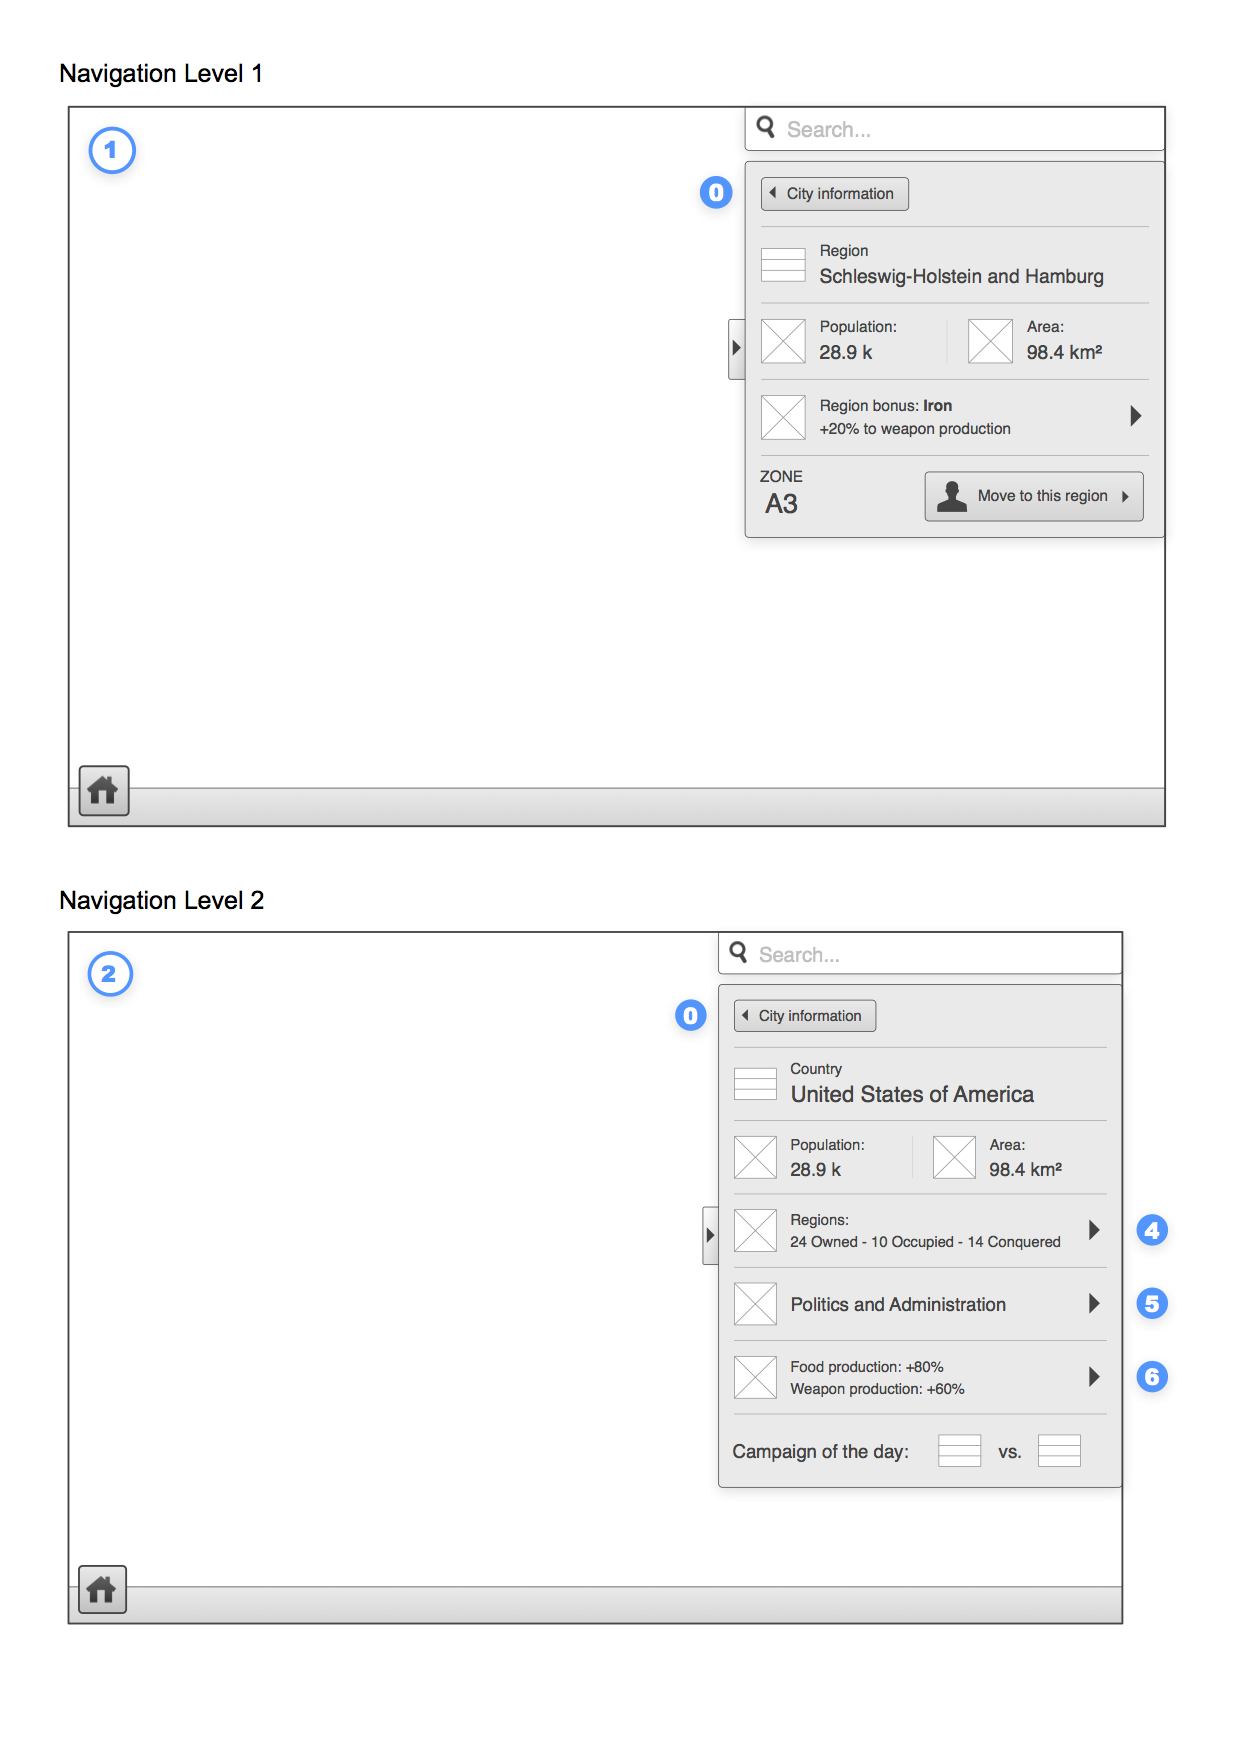 Navigation Level 1
1
Search...
0
City information
Region
Schleswig-Holstein and Hamburg
Population:
28.9 k
Area:
98.4 km²
Region bonus: Iron
+20% to weapon production
ZONE
A3
Move to this region
Navigation Level 2
2
Search...
0
City information
Country
United States of America
Population:
28.9 k
Area:
98.4 km²
Regions:
24 Owned - 10 Occupied - 14 Conquered
4
Politics and Administration
5
Food production: +80%
Weapon production: +60%
6
Campaign of the day: vs.